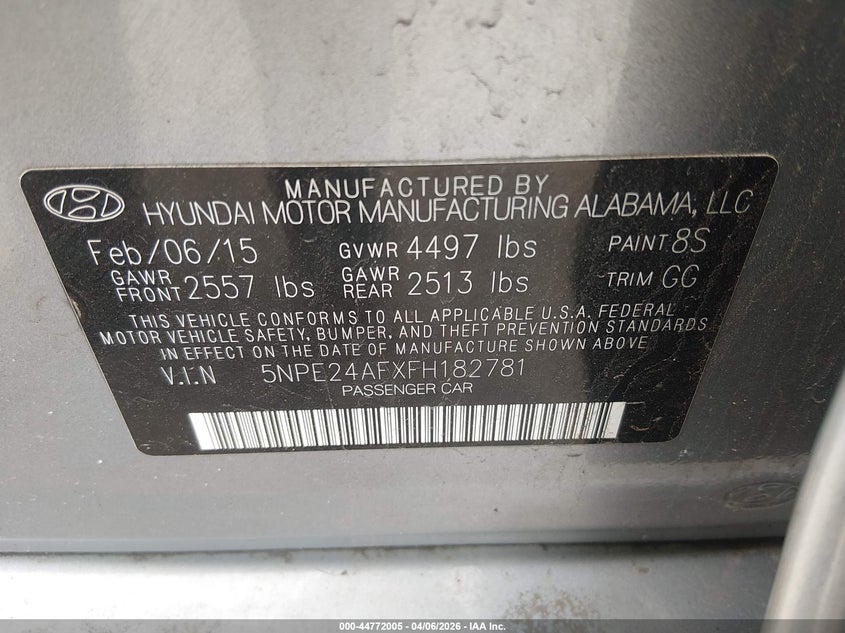 MANUFACTURED BY
HYUNDAI MOTOR MANUFACTURING ALABAMA, LLC
Feb/06/15 GVWR 4497 lbs PAINT 8S
GAWR FRONT 2557 lbs GAWR REAR 2513 lbs TRIM GG
THIS VEHICLE CONFORMS TO ALL APPLICABLE U.S.A. FEDERAL
MOTOR VEHICLE SAFETY, BUMPER, AND THEFT PREVENTION STANDARDS
IN EFFECT ON THE DATE OF MANUFACTURE SHOWN ABOVE
V.I.N 5NPE24AFXFH182781
PASSENGER CAR
000-44772005 - 04/06/2026 - IAA Inc.